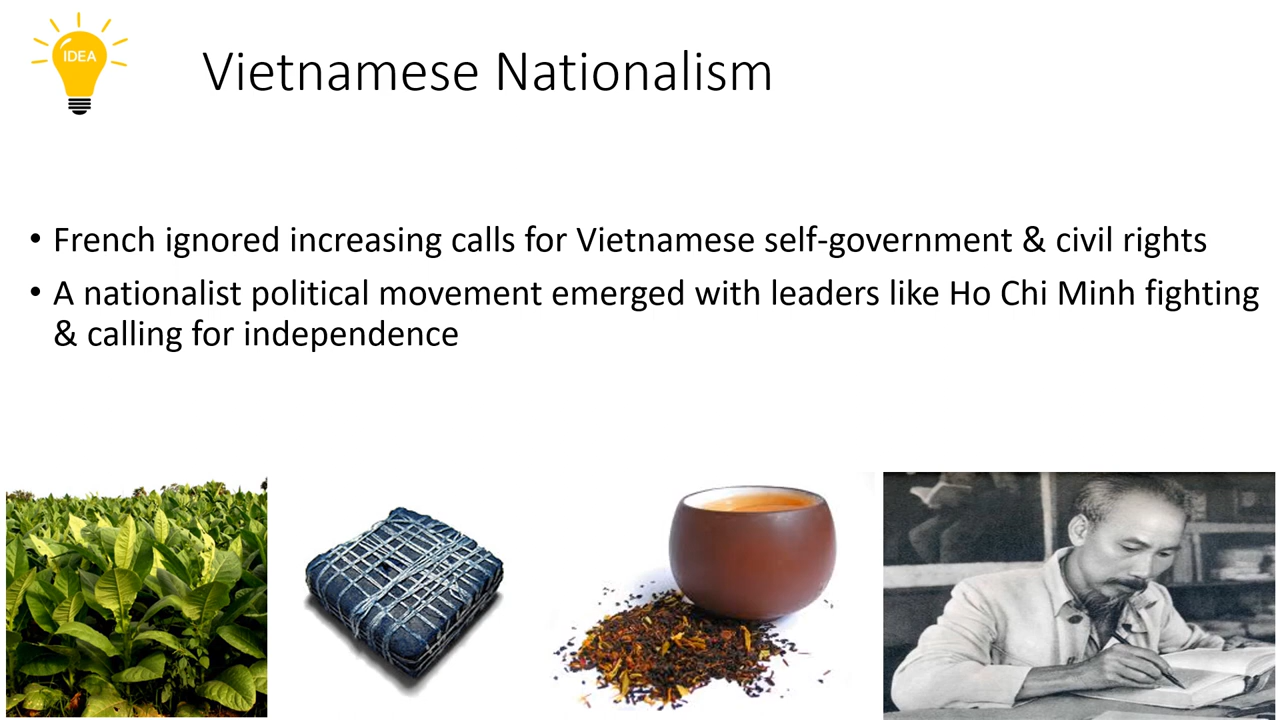 IDEA
Vietnamese Nationalism
• French ignored increasing calls for Vietnamese self-government & civil rights
• A nationalist political movement emerged with leaders like Ho Chi Minh fighting
& calling for independence